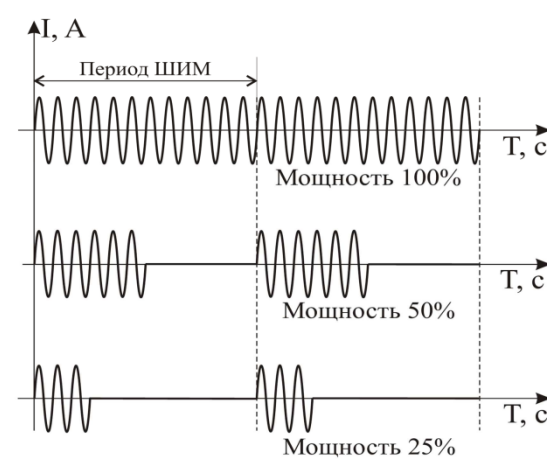 I, A
Период ШИМ
T, c
Мощность 100%
T, c
Мощность 50%
T, c
Мощность 25%